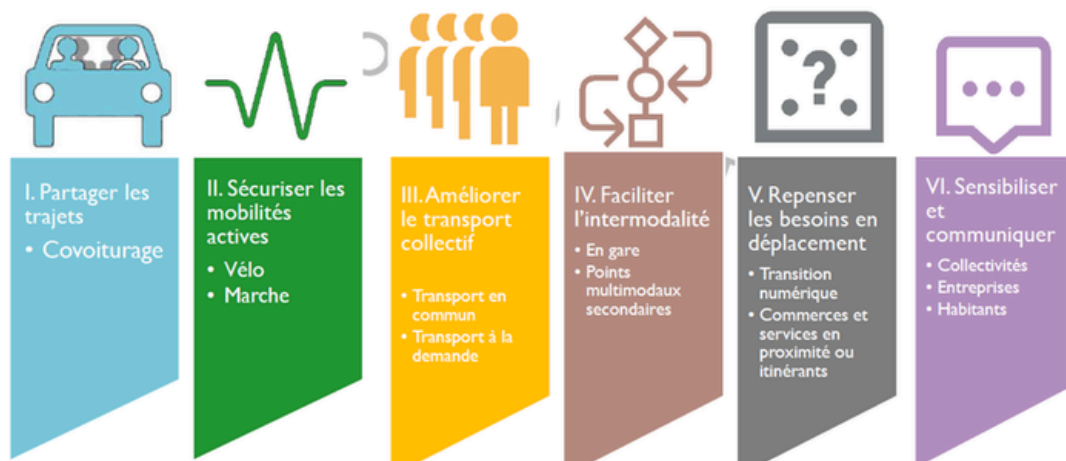 I. Partager les
trajets
• Covoiturage
II. Sécuriser les
mobilités
actives
• Vélo
• Marche
III. Améliorer
le transport
collectif
• Transport en
commun
• Transport à la
demande
IV. Faciliter
l'intermodalité
• En gare
• Points
multimodaux
secondaires
V. Repenser
les besoins en
déplacement
• Transition
numérique
• Commerces et
services en
proximité ou
itinérants
VI. Sensibiliser
et
communiquer
• Collectivités
• Entreprises
• Habitants
?